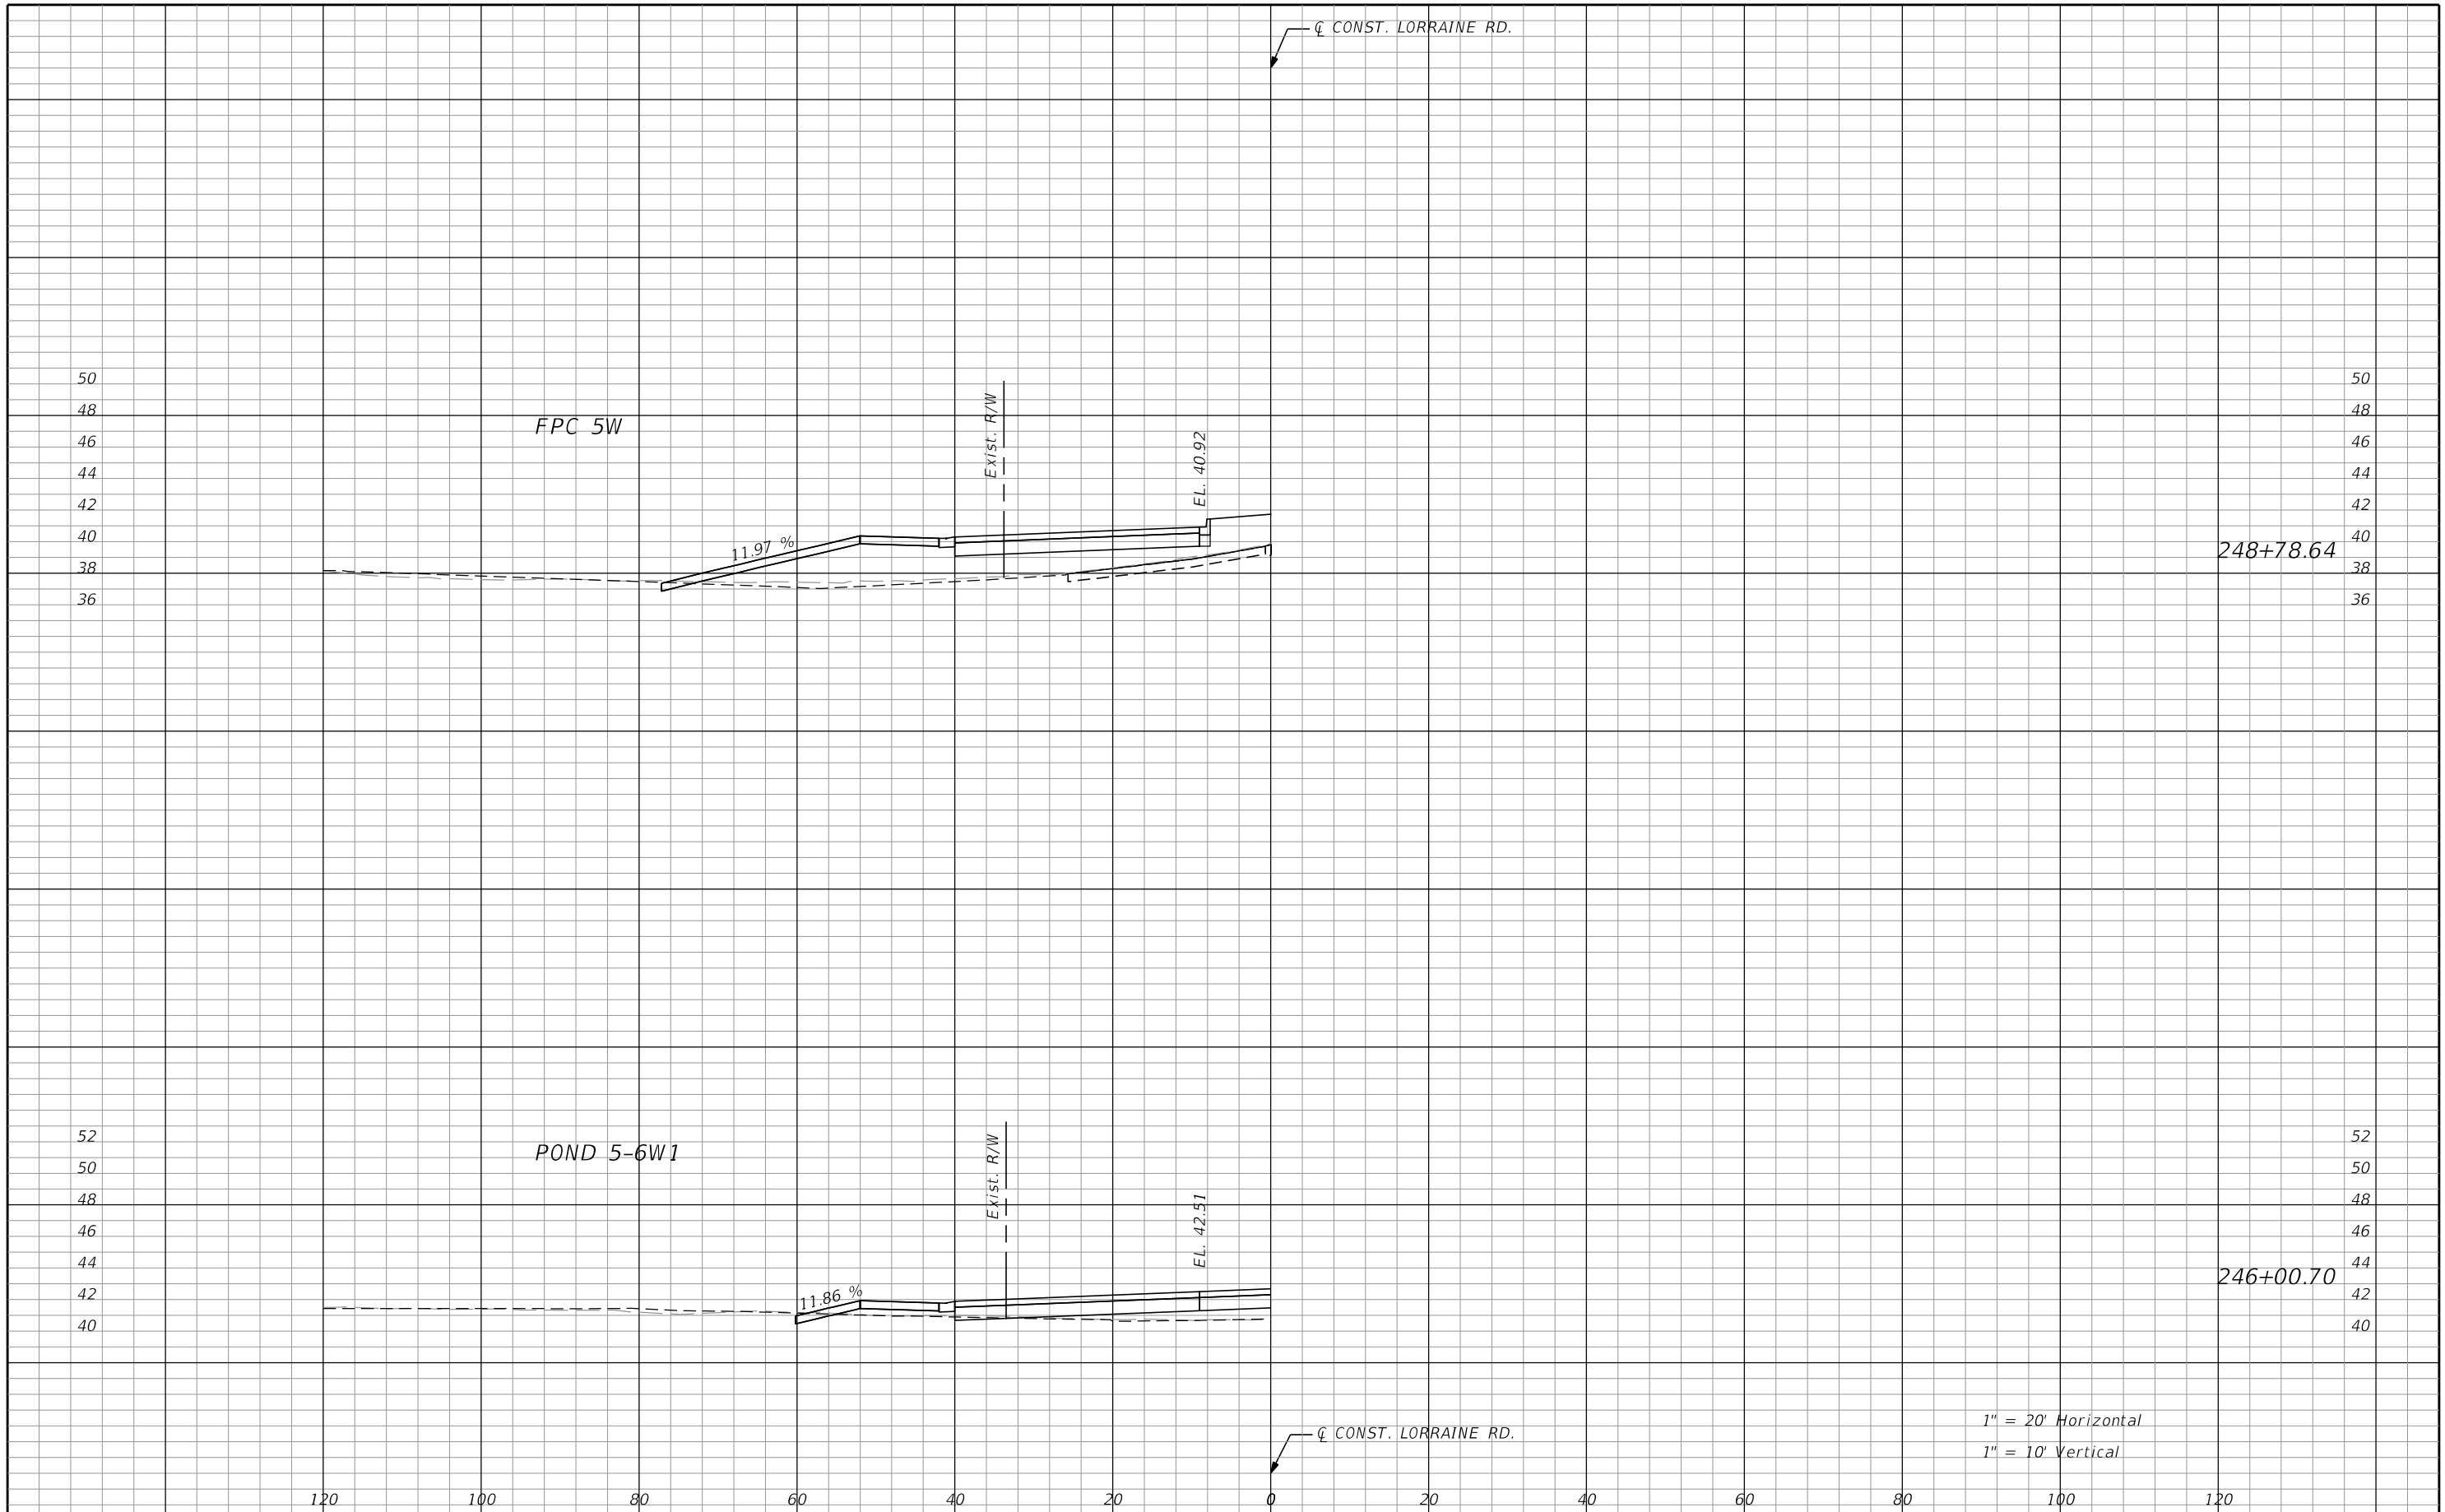 ℄ CONST. LORRAINE RD.
50 50
48 48
FPC 5W
Exist. R/W
EL. 40.92
46 46
44 44
42 42
40 40
11.97 %
248+78.64
38 38
36 36
52 52
POND 5-6W1
Exist. R/W
50 50
48 48
EL. 42.51
46 46
44 44
246+00.70
11.86 %
42 42
40 40
1" = 20' Horizontal
℄ CONST. LORRAINE RD.
1" = 10' Vertical
120 100 80 60 40 20 0 20 40 60 80 100 120